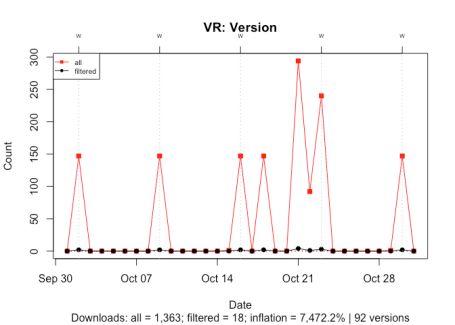 VR: Version
w w w w w
all
filtered
300
250
200
150
100
50
0
Count
Sep 30 Oct 07 Oct 14 Oct 21 Oct 28
Date
Downloads: all = 1,363; filtered = 18; inflation = 7,472.2% | 92 versions